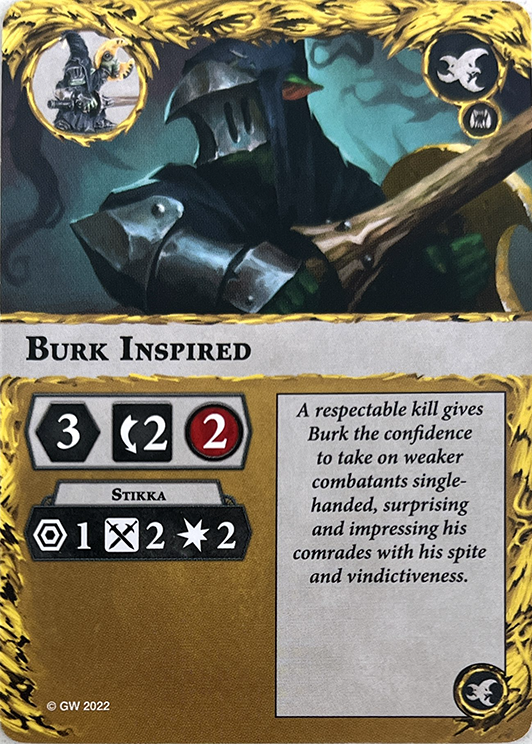 Burk Inspired
3 2 2
Stikka
1 2 2
A respectable kill gives
Burk the confidence
to take on weaker
combatants single-
handed, surprising
and impressing his
comrades with his spite
and vindictiveness.
© GW 2022